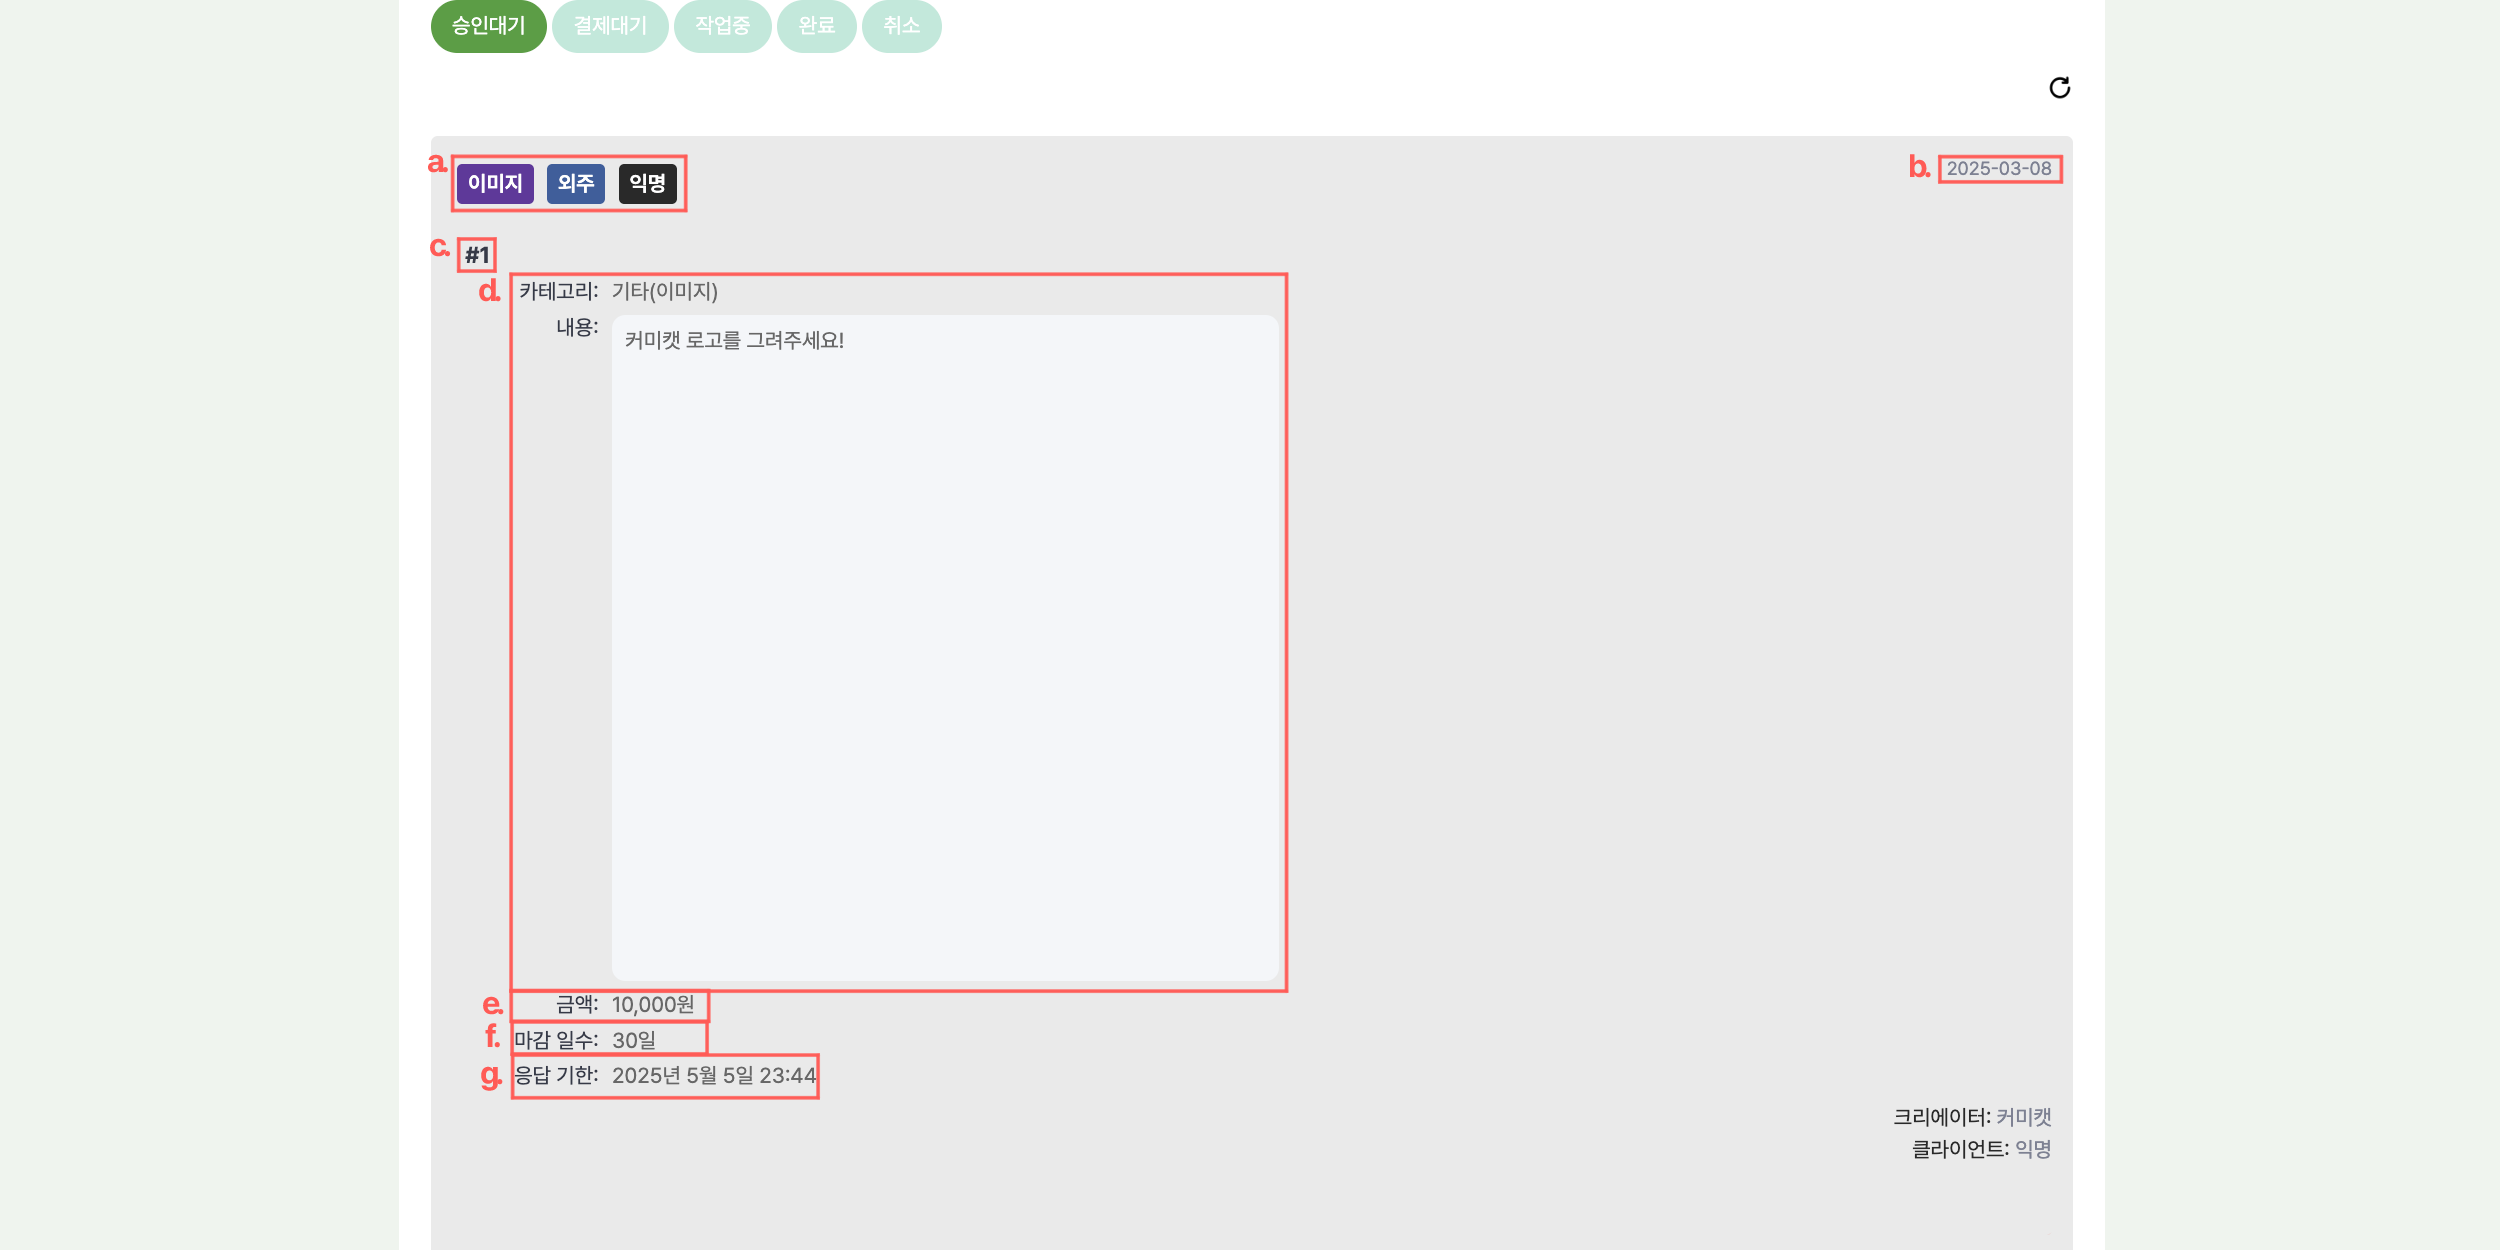 승인대기 결제대기 작업중 완료 취소
a. 이미지 외주 익명 b. 2025-03-08
c. #1
d. 카테고리: 기타(이미지)
내용: 커미캣 로고를 그려주세요!
e. 금액: 10,000원
f. 마감 일수: 30일
g. 응답 기한: 2025년 5월 5일 23:44
크리에이터: 커미캣
클라이언트: 익명